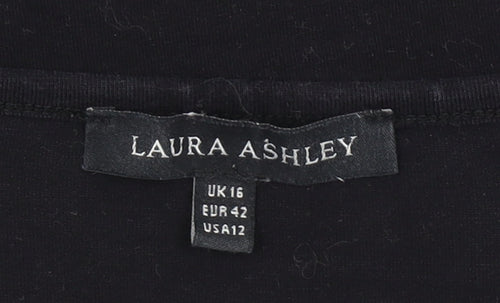 LAURA ASHLEY
UK 16
EUR 42
USA 12